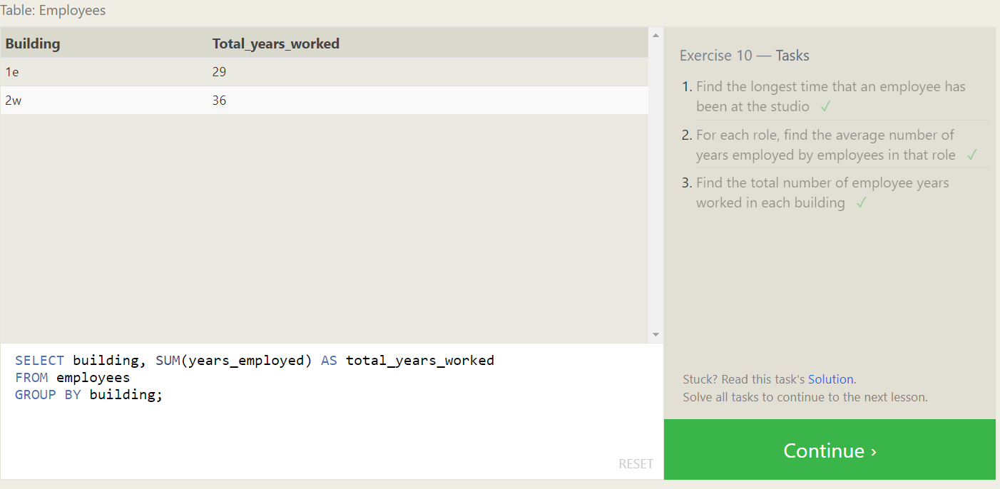 Table: Employees
Building Total_years_worked
1e 29
2w 36
SELECT building, SUM(years_employed) AS total_years_worked
FROM employees
GROUP BY building;
RESET
Exercise 10 — Tasks
1. Find the longest time that an employee has
been at the studio ✓
2. For each role, find the average number of
years employed by employees in that role ✓
3. Find the total number of employee years
worked in each building ✓
Stuck? Read this task's Solution.
Solve all tasks to continue to the next lesson.
Continue ›